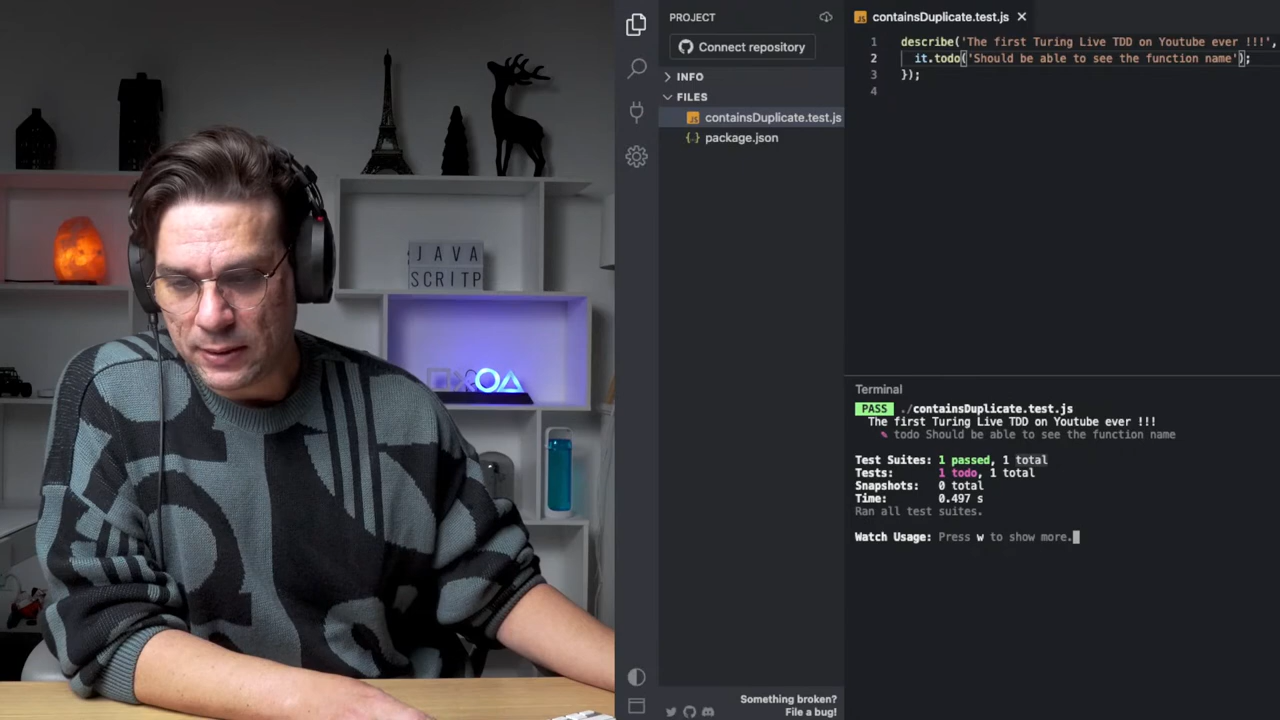 JAVA
SCRITP
PROJECT
Connect repository
INFO
FILES
containsDuplicate.test.js
package.json
Something broken?
File a bug!
containsDuplicate.test.js
1 describe('The first Turing Live TDD on Youtube ever !!!',
2 it.todo('Should be able to see the function name');
3 });
4
Terminal
PASS ./containsDuplicate.test.js
The first Turing Live TDD on Youtube ever !!!
✎ todo Should be able to see the function name
Test Suites: 1 passed, 1 total
Tests: 1 todo, 1 total
Snapshots: 0 total
Time: 0.497 s
Ran all test suites.
Watch Usage: Press w to show more.